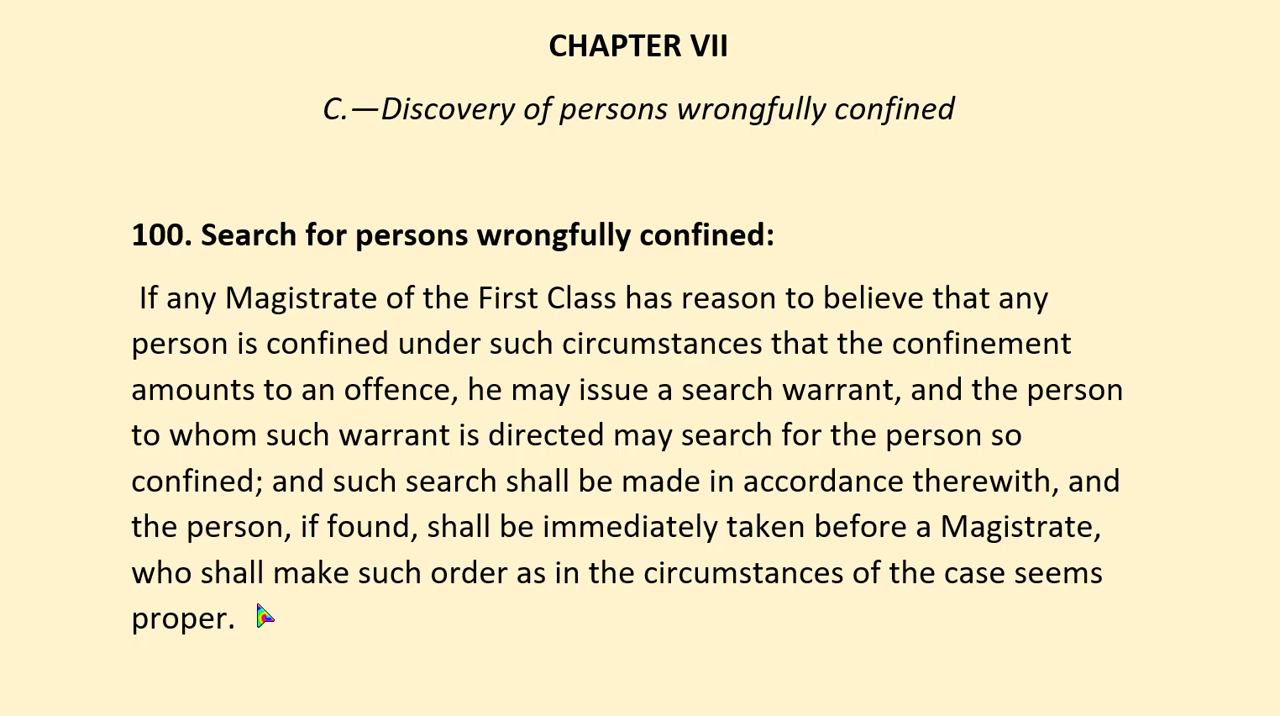 CHAPTER VII
C.—Discovery of persons wrongfully confined
100. Search for persons wrongfully confined:
If any Magistrate of the First Class has reason to believe that any
person is confined under such circumstances that the confinement
amounts to an offence, he may issue a search warrant, and the person
to whom such warrant is directed may search for the person so
confined; and such search shall be made in accordance therewith, and
the person, if found, shall be immediately taken before a Magistrate,
who shall make such order as in the circumstances of the case seems
proper.